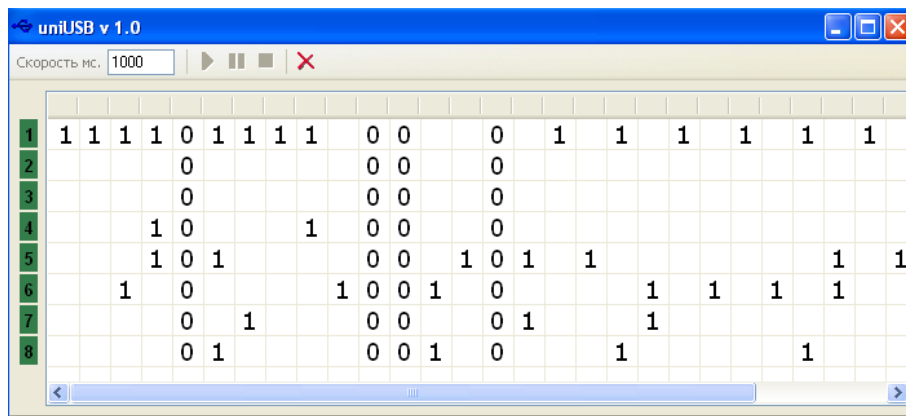 uniUSB v 1.0
Скорость мс. 1000
1 1 1 1 1 0 1 1 1 1 0 0 0 1 1 1 1 1 1
2 0 0 0 0
3 0 0 0 0
4 1 0 1 0 0 0
5 1 0 1 0 0 1 0 1 1 1 1
6 1 0 1 0 0 1 0 1 1 1 1
7 0 1 0 0 0 1 1
8 0 1 0 0 1 0 1 1